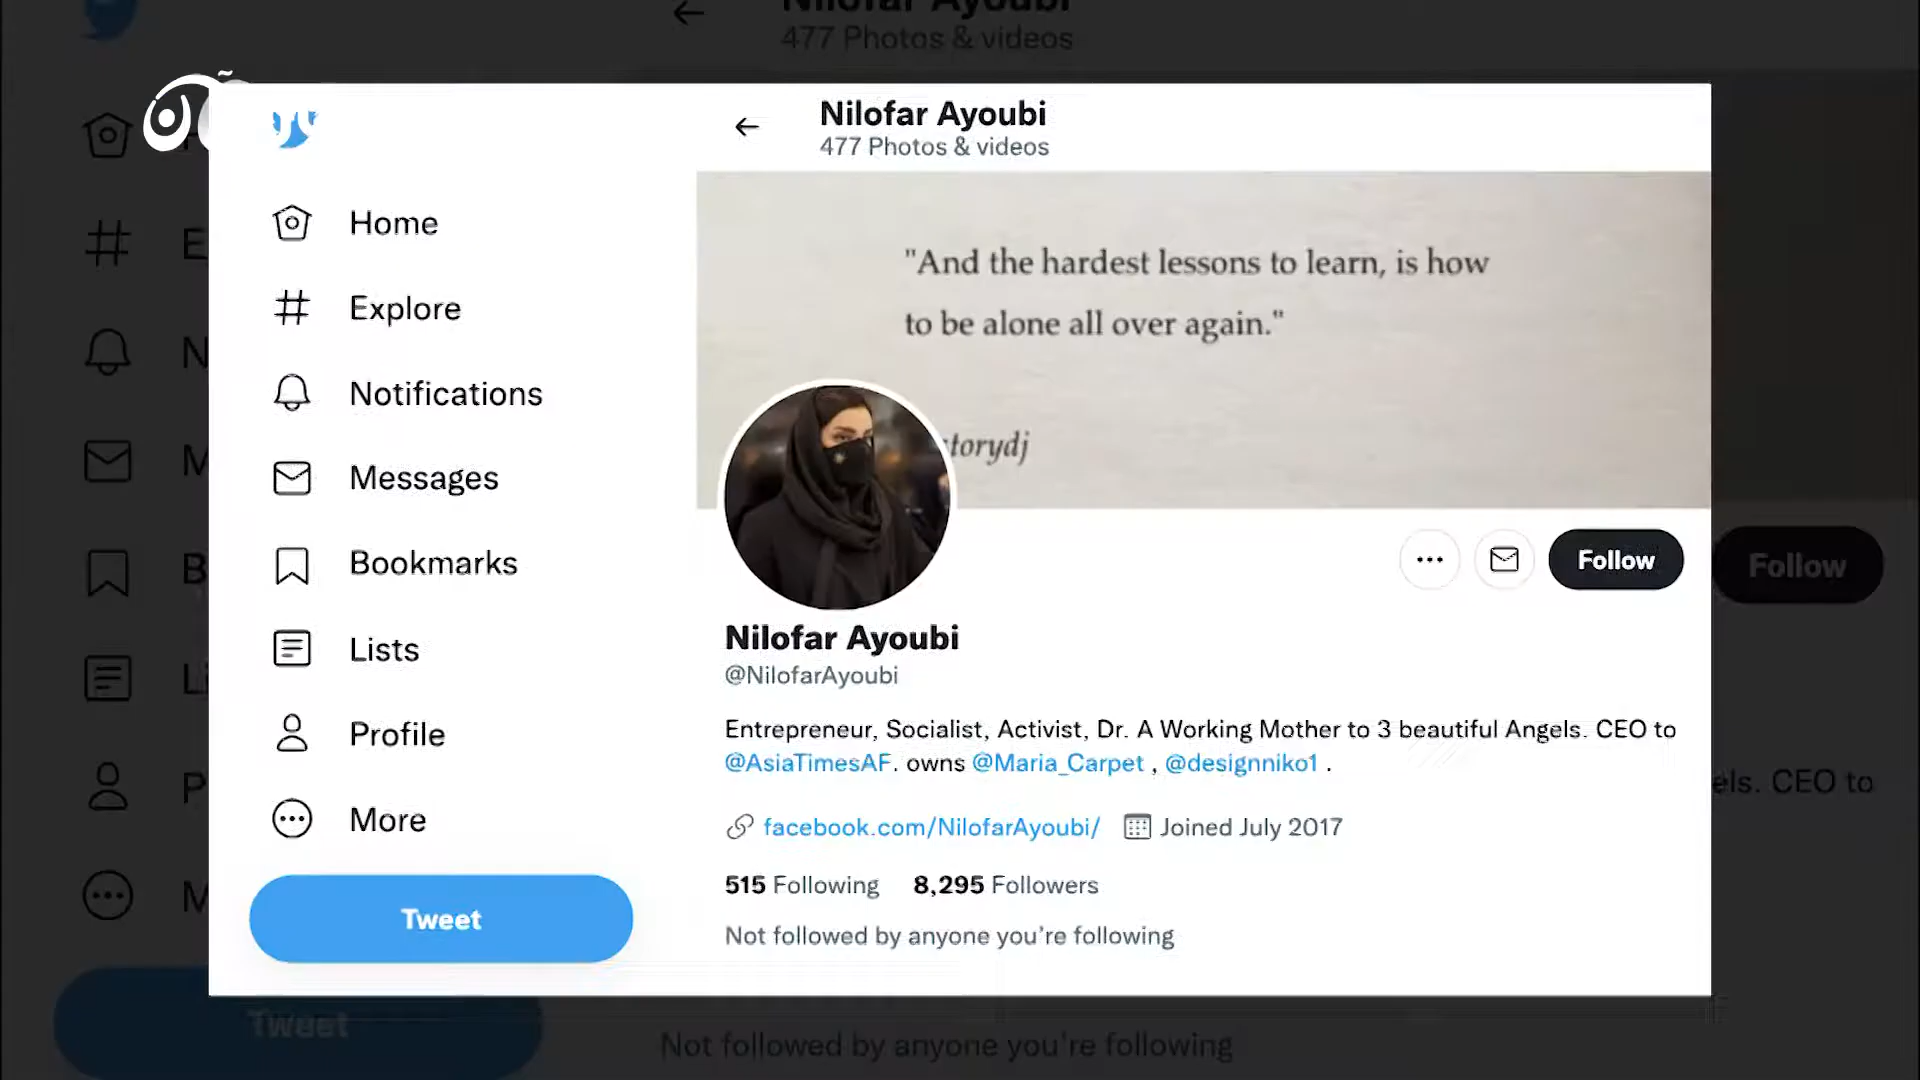 Nilofar Ayoubi
477 Photos & videos
Nilofar Ayoubi
477 Photos & videos
Home
Explore
Notifications
Messages
Bookmarks
Lists
Profile
More
Tweet
"And the hardest lessons to learn, is how
to be alone all over again."
torydj
Follow
Follow
Nilofar Ayoubi
@NilofarAyoubi
Entrepreneur, Socialist, Activist, Dr. A Working Mother to 3 beautiful Angels. CEO to
@AsiaTimesAF. owns @Maria_Carpet , @designniko1 .
els. CEO to
facebook.com/NilofarAyoubi/ Joined July 2017
515 Following 8,295 Followers
Not followed by anyone you're following
Tweet
Not followed by anyone you're following